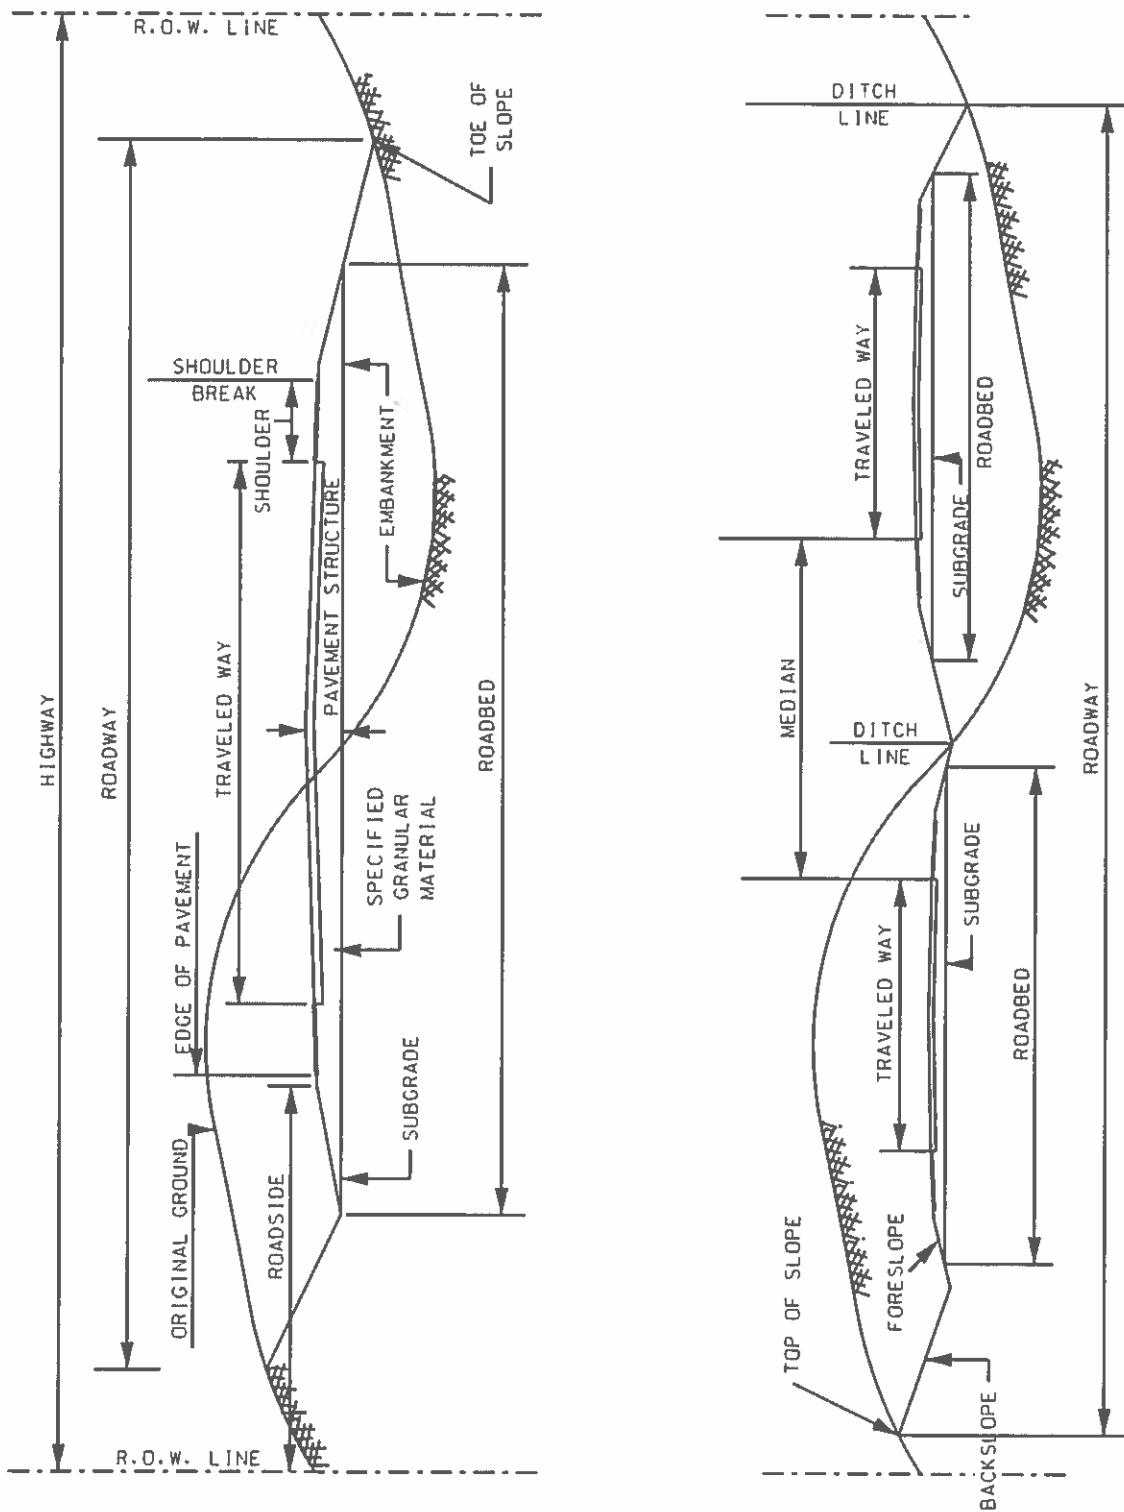 R.O.W. LINE
TOE OF
SLOPE
SHOULDER
BREAK
SHOULDER
EMBANKMENT
PAVEMENT STRUCTURE
TRAVELED WAY
HIGHWAY
ROADWAY
ROADBED
SPECIFIED
GRANULAR
MATERIAL
EDGE OF PAVEMENT
SUBGRADE
ORIGINAL GROUND
ROADSIDE
R.O.W. LINE
DITCH
LINE
TRAVELED WAY
ROADBED
SUBGRADE
MEDIAN
DITCH
LINE
ROADWAY
SUBGRADE
TRAVELED WAY
ROADBED
TOP OF SLOPE
FORESLOPE
BACKSLOPE